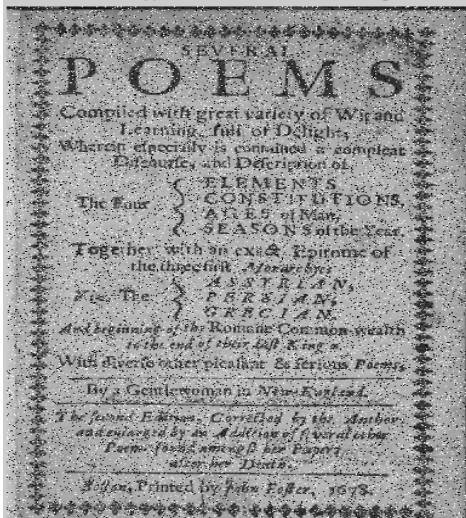 SEVERAL
POEMS
Compiled with great variety of Wit and
Learning, full of Delight,
Wherein especially is contained a compleat
Discourse, and Description of,
The Four
ELEMENTS
CONSTITUTIONS,
AGES of Man,
SEASONS of the Year.
Together with an exact Epitome of
the three first Monarchyes
Viz. The
ASSYRIAN,
PERSIAN,
GRECIAN.
And beginning of the Romane Common-wealth
to the end of their last King:
With diverse other pleasant & serious Poems,
By a Gentlewoman in New-England.
The second Edition, Corrected by the Author,
and enlarged by an Addition of several other
Poems found amongst her Papers
after her Death.
Boston, Printed by John Foster, 1678.